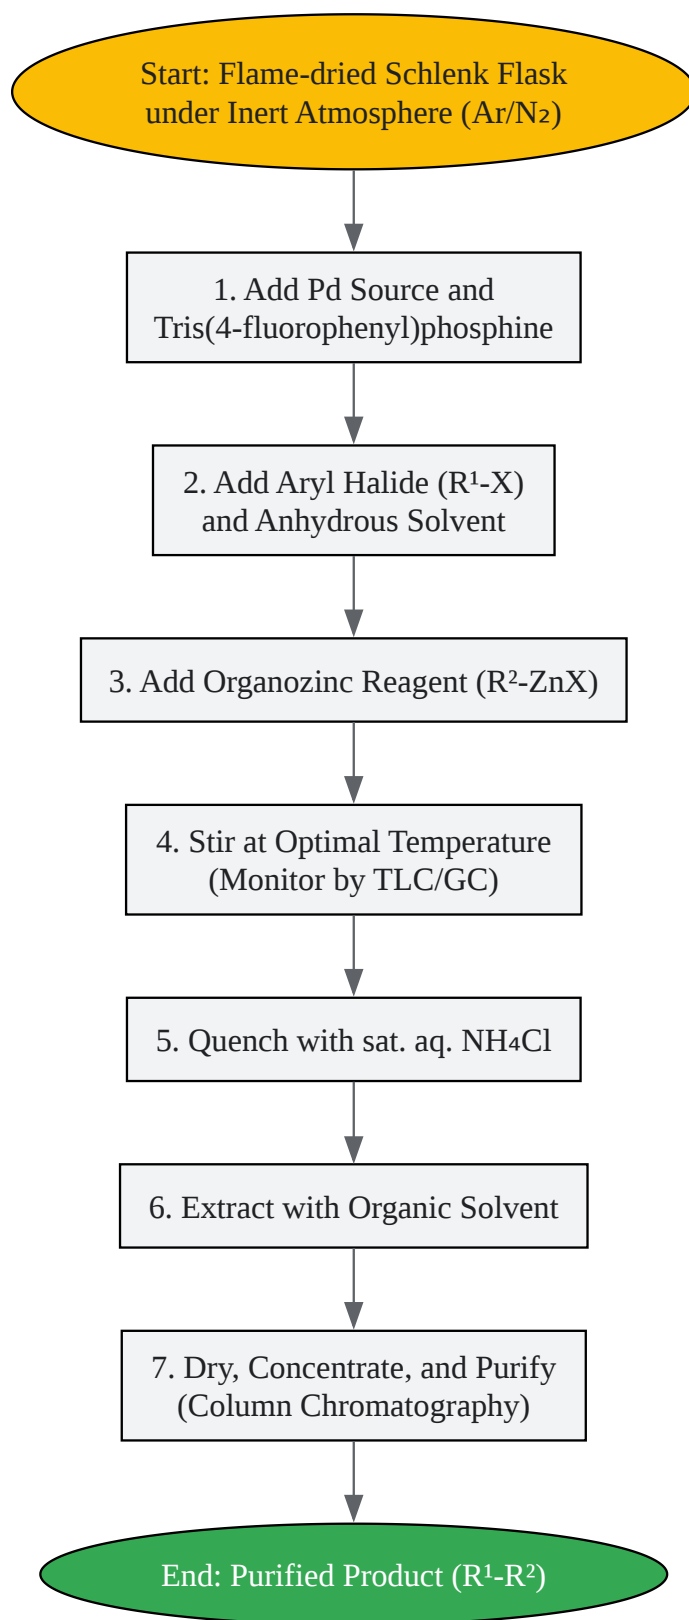 Start: Flame-dried Schlenk Flask
under Inert Atmosphere (Ar/N₂)
1. Add Pd Source and
Tris(4-fluorophenyl)phosphine
2. Add Aryl Halide (R¹-X)
and Anhydrous Solvent
3. Add Organozinc Reagent (R²-ZnX)
4. Stir at Optimal Temperature
(Monitor by TLC/GC)
5. Quench with sat. aq. NH₄Cl
6. Extract with Organic Solvent
7. Dry, Concentrate, and Purify
(Column Chromatography)
End: Purified Product (R¹-R²)